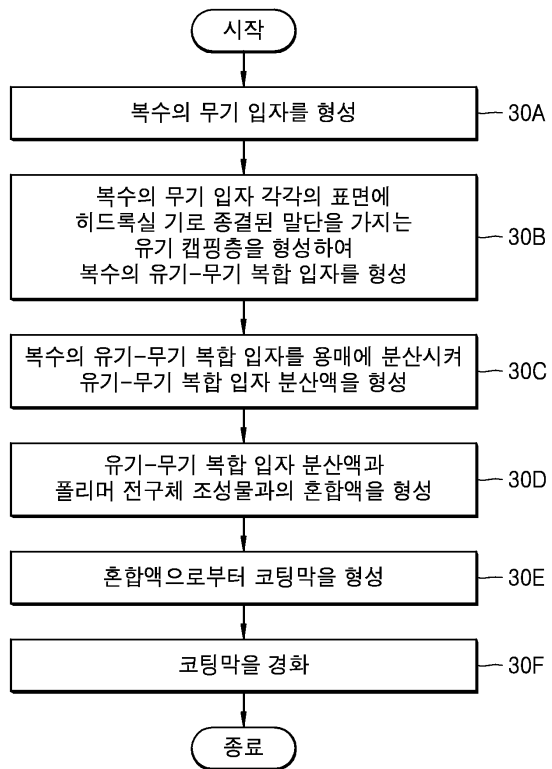 시작
복수의 무기 입자를 형성
30A
복수의 무기 입자 각각의 표면에
히드록실 기로 종결된 말단을 가지는
유기 캡핑층을 형성하여
복수의 유기-무기 복합 입자를 형성
30B
복수의 유기-무기 복합 입자를 용매에 분산시켜
유기-무기 복합 입자 분산액을 형성
30C
유기-무기 복합 입자 분산액과
폴리머 전구체 조성물과의 혼합액을 형성
30D
혼합액으로부터 코팅막을 형성
30E
코팅막을 경화
30F
종료